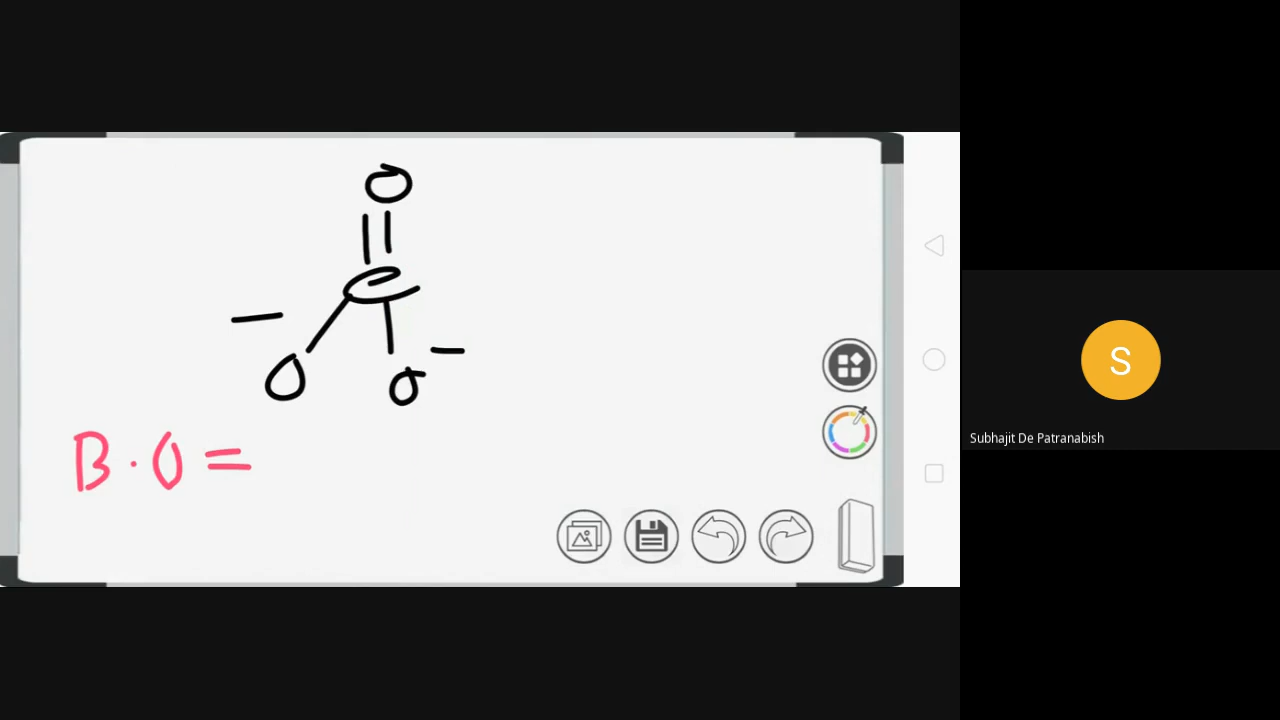 O
C
− −
O O
B.O =
S
Subhajit De Patranabish